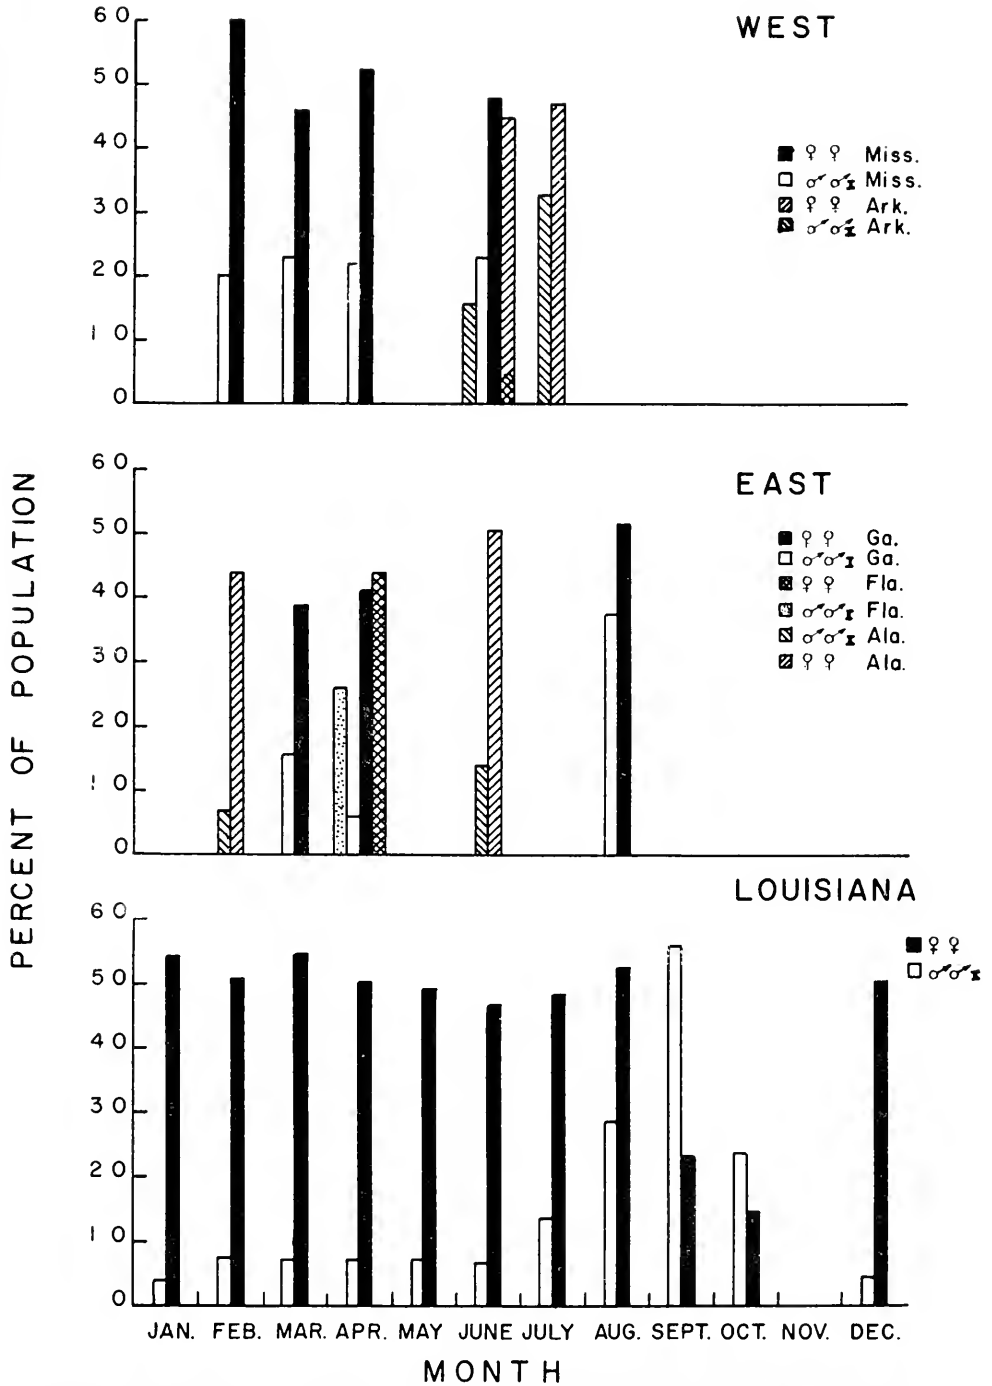 WEST
60
50
40
30
20
10
0
♀ ♀ Miss.
♂♂I Miss.
♀ ♀ Ark.
♂♂I Ark.
PERCENT OF POPULATION
EAST
60
50
40
30
20
10
0
♀ ♀ Ga.
♂♂I Ga.
♀ ♀ Fla.
♂♂I Fla.
♂♂I Ala.
♀ ♀ Ala.
LOUISIANA
60
50
40
30
20
10
0
♀ ♀
♂♂I
JAN. FEB. MAR. APR. MAY JUNE JULY AUG. SEPT. OCT. NOV. DEC.
MONTH